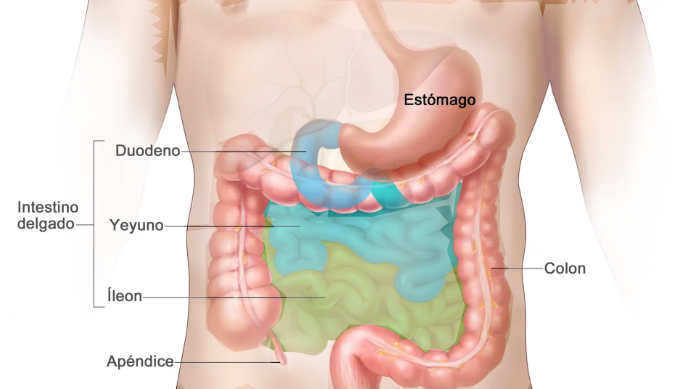 Estómago
Duodeno
Intestino
delgado
Yeyuno
Colon
Íleon
Apéndice